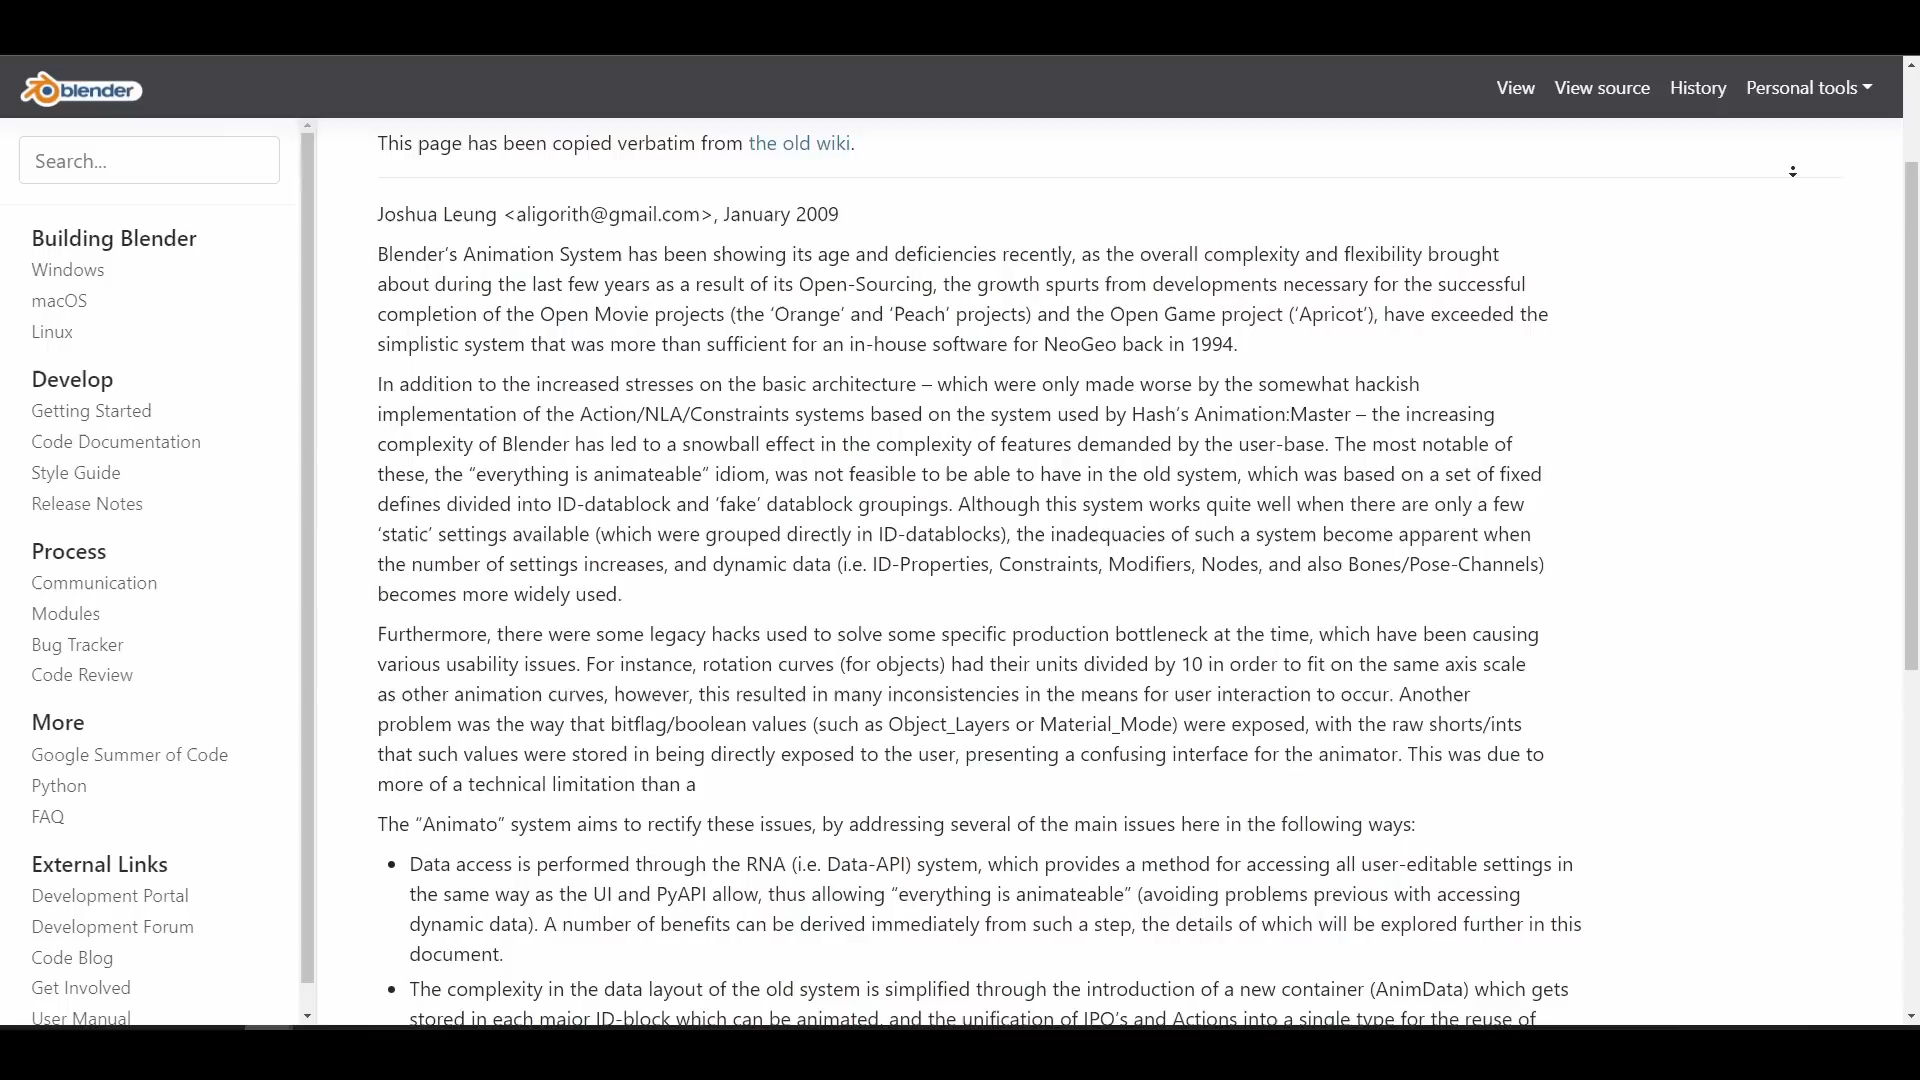 blender
View View source History Personal tools
Search...
Building Blender
Windows
macOS
Linux
Develop
Getting Started
Code Documentation
Style Guide
Release Notes
Process
Communication
Modules
Bug Tracker
Code Review
More
Google Summer of Code
Python
FAQ
External Links
Development Portal
Development Forum
Code Blog
Get Involved
User Manual
This page has been copied verbatim from the old wiki.
Joshua Leung <aligorith@gmail.com>, January 2009
Blender’s Animation System has been showing its age and deficiencies recently, as the overall complexity and flexibility brought
about during the last few years as a result of its Open-Sourcing, the growth spurts from developments necessary for the successful
completion of the Open Movie projects (the ‘Orange’ and ‘Peach’ projects) and the Open Game project (‘Apricot’), have exceeded the
simplistic system that was more than sufficient for an in-house software for NeoGeo back in 1994.
In addition to the increased stresses on the basic architecture – which were only made worse by the somewhat hackish
implementation of the Action/NLA/Constraints systems based on the system used by Hash’s Animation:Master – the increasing
complexity of Blender has led to a snowball effect in the complexity of features demanded by the user-base. The most notable of
these, the “everything is animateable” idiom, was not feasible to be able to have in the old system, which was based on a set of fixed
defines divided into ID-datablock and ‘fake’ datablock groupings. Although this system works quite well when there are only a few
‘static’ settings available (which were grouped directly in ID-datablocks), the inadequacies of such a system become apparent when
the number of settings increases, and dynamic data (i.e. ID-Properties, Constraints, Modifiers, Nodes, and also Bones/Pose-Channels)
becomes more widely used.
Furthermore, there were some legacy hacks used to solve some specific production bottleneck at the time, which have been causing
various usability issues. For instance, rotation curves (for objects) had their units divided by 10 in order to fit on the same axis scale
as other animation curves, however, this resulted in many inconsistencies in the means for user interaction to occur. Another
problem was the way that bitflag/boolean values (such as Object_Layers or Material_Mode) were exposed, with the raw shorts/ints
that such values were stored in being directly exposed to the user, presenting a confusing interface for the animator. This was due to
more of a technical limitation than a
The “Animato” system aims to rectify these issues, by addressing several of the main issues here in the following ways:
• Data access is performed through the RNA (i.e. Data-API) system, which provides a method for accessing all user-editable settings in
the same way as the UI and PyAPI allow, thus allowing “everything is animateable” (avoiding problems previous with accessing
dynamic data). A number of benefits can be derived immediately from such a step, the details of which will be explored further in this
document.
• The complexity in the data layout of the old system is simplified through the introduction of a new container (AnimData) which gets
stored in each major ID-block which can be animated, and the unification of IPO’s and Actions into a single type for the reuse of